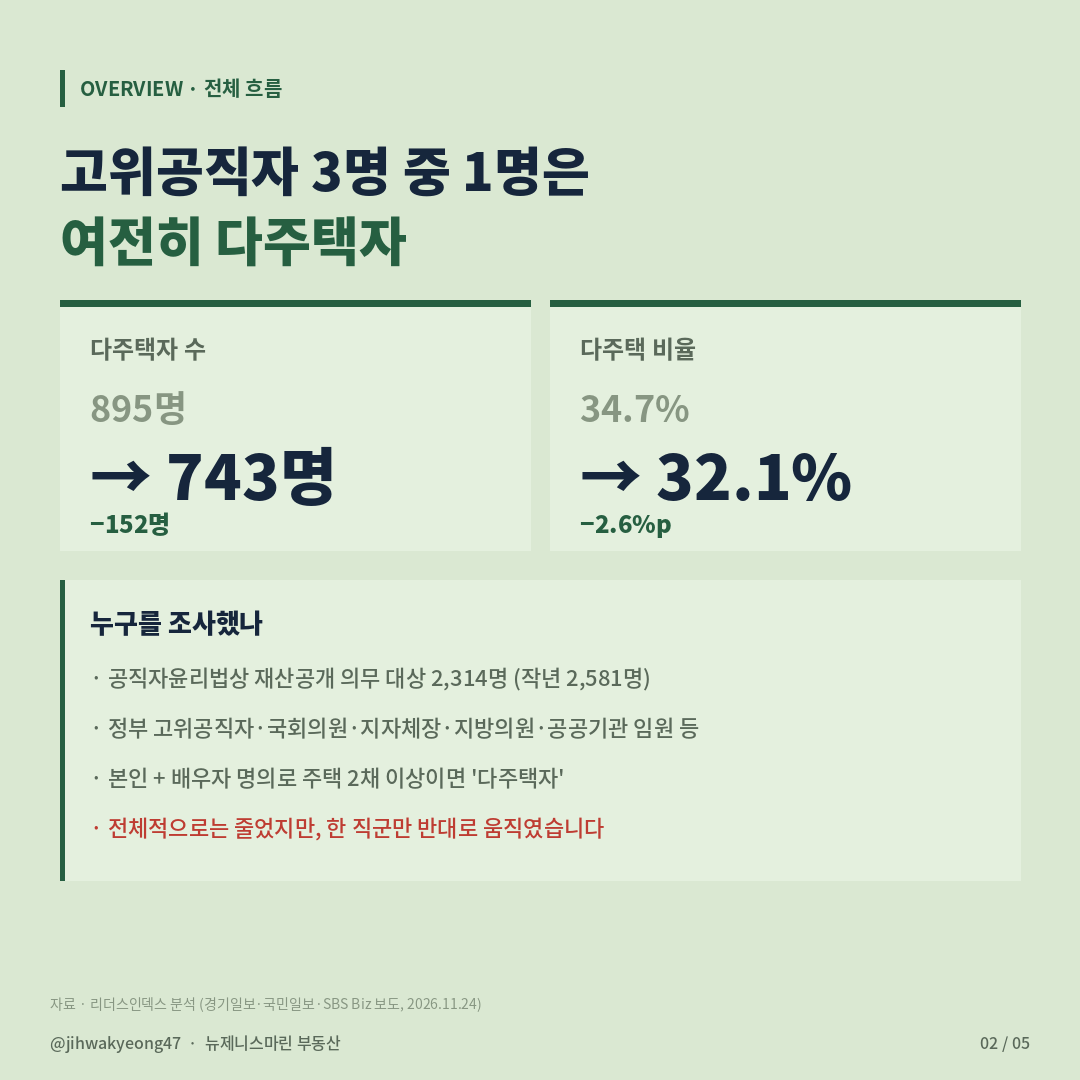 OVERVIEW · 전체 흐름
고위공직자 3명 중 1명은
여전히 다주택자
다주택자 수
895명
→ 743명
−152명
다주택 비율
34.7%
→ 32.1%
−2.6%p
누구를 조사했나
· 공직자윤리법상 재산공개 의무 대상 2,314명 (작년 2,581명)
· 정부 고위공직자·국회의원·지자체장·지방의원·공공기관 임원 등
· 본인 + 배우자 명의로 주택 2채 이상이면 '다주택자'
· 전체적으로는 줄었지만, 한 직군만 반대로 움직였습니다
자료 · 리더스인덱스 분석 (경기일보·국민일보·SBS Biz 보도, 2026.11.24)
@jihwakyeong47 · 뉴제니스마린 부동산
02 / 05